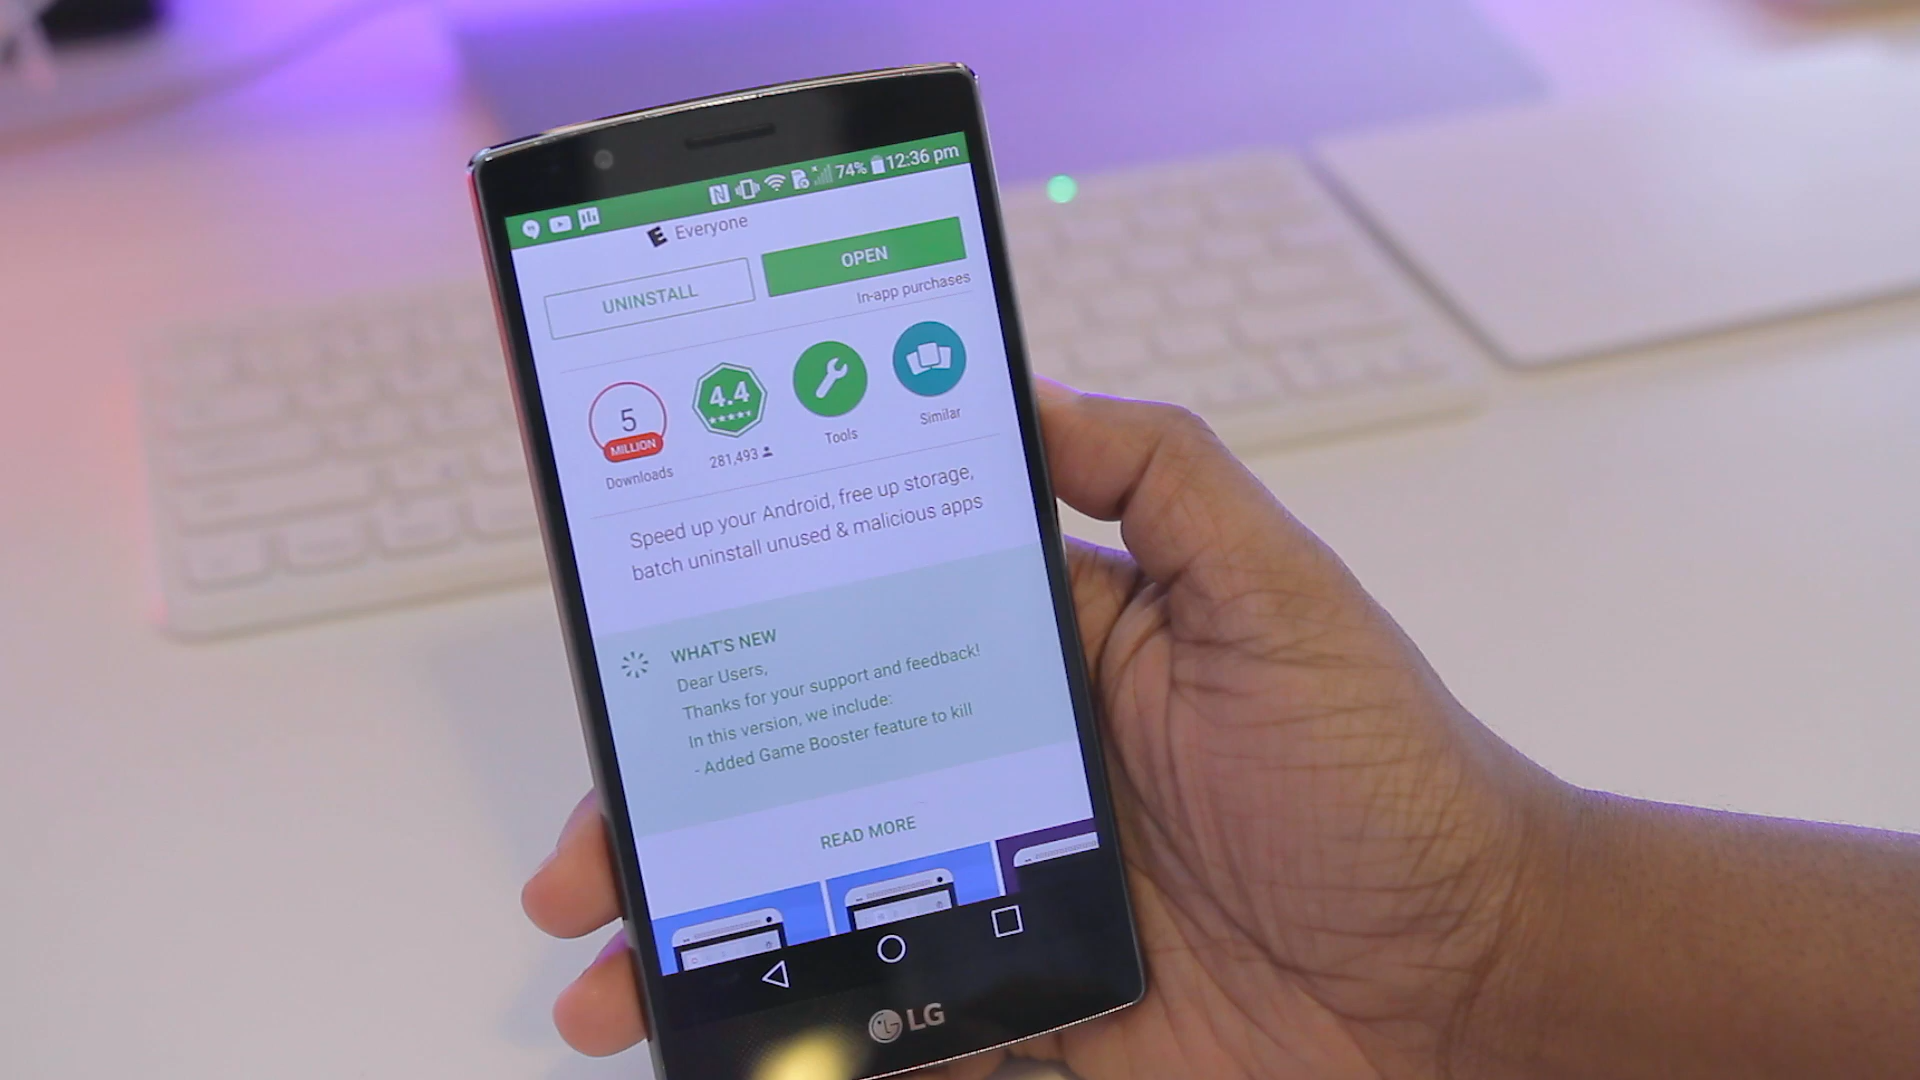 74% 12:36 pm
E Everyone
UNINSTALL
OPEN
In-app purchases
5
MILLION
Downloads
4.4
281,493
Tools
Similar
Speed up your Android, free up storage,
batch uninstall unused & malicious apps
WHAT'S NEW
Dear Users,
Thanks for your support and feedback!
In this version, we include:
- Added Game Booster feature to kill
READ MORE
LG